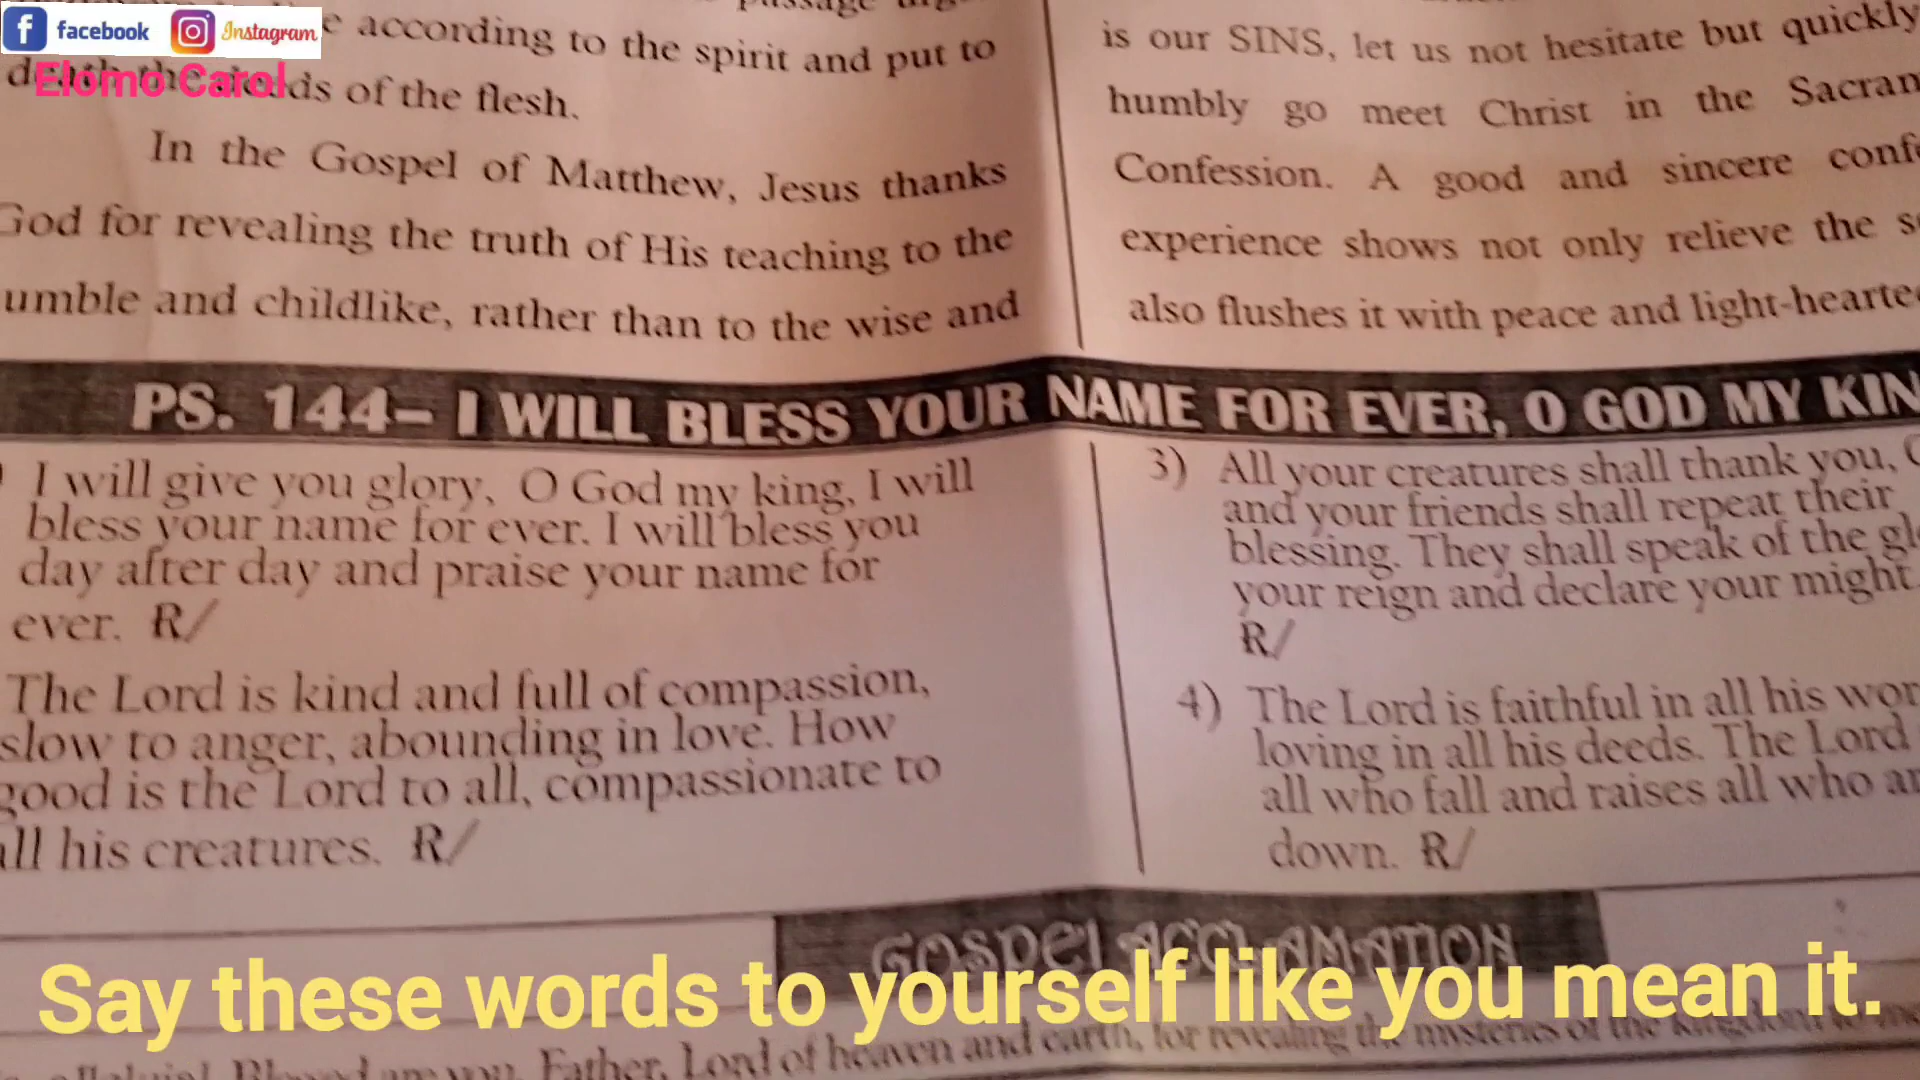 facebook Instagram
Elomo Carol
according to the spirit and put to
of the flesh.
In the Gospel of Matthew, Jesus thanks
God for revealing the truth of His teaching to the
umble and childlike, rather than to the wise and
is our SINS, let us not hesitate but quickly
humbly go meet Christ in the Sacram
Confession. A good and sincere confe
experience shows not only relieve the s
also flushes it with peace and light-hearte
PS. 144– I WILL BLESS YOUR NAME FOR EVER, O GOD MY KIN
I will give you glory, O God my king, I will
bless your name for ever. I will bless you
day after day and praise your name for
ever. R/
The Lord is kind and full of compassion,
slow to anger, abounding in love. How
good is the Lord to all, compassionate to
all his creatures. R/
3) All your creatures shall thank you, O
and your friends shall repeat their
blessing. They shall speak of the gl
your reign and declare your might
R/
4) The Lord is faithful in all his wor
loving in all his deeds. The Lord
all who fall and raises all who ar
down. R/
GOSPEL ACCLAMATION
Say these words to yourself like you mean it.
Father, Lord of heaven and earth, for revealing the mysteries of the kingdom to